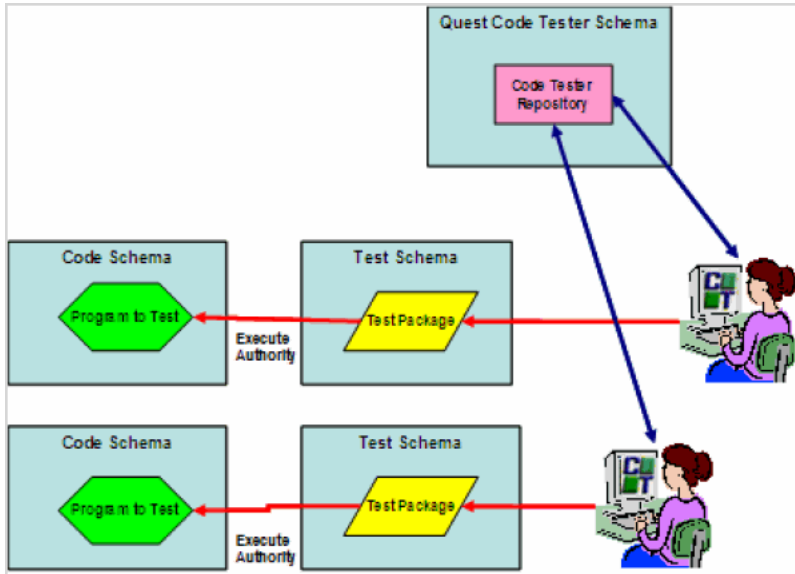 Quest Code Tester Schema
Code Tester
Repository
Code Schema
Test Schema
Program to Test
Test Package
Execute
Authority
C
T
Code Schema
Test Schema
Program to Test
Test Package
Execute
Authority
C
T